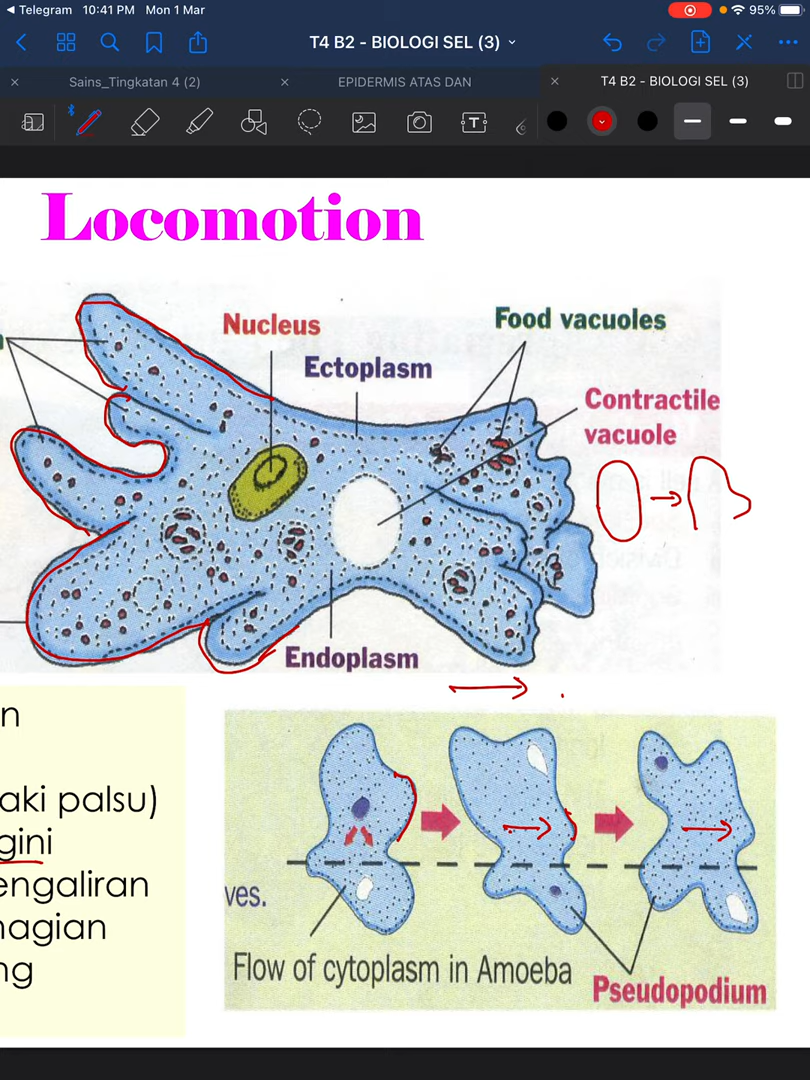 Telegram 10:41 PM Mon 1 Mar 95%
T4 B2 - BIOLOGI SEL (3)
Sains_Tingkatan 4 (2) EPIDERMIS ATAS DAN T4 B2 - BIOLOGI SEL (3)
T
Locomotion
Nucleus
Food vacuoles
Ectoplasm
Contractile
vacuole
Endoplasm
n
aki palsu)
gini
engaliran
nagian
ng
ves.
Flow of cytoplasm in Amoeba
Pseudopodium